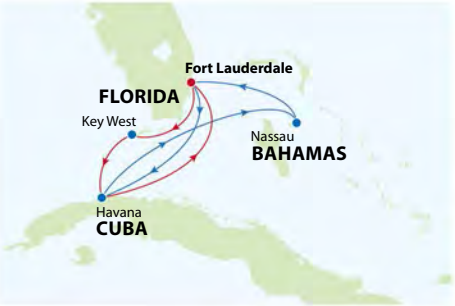 Fort Lauderdale
FLORIDA
Key West
Nassau
BAHAMAS
Havana
CUBA